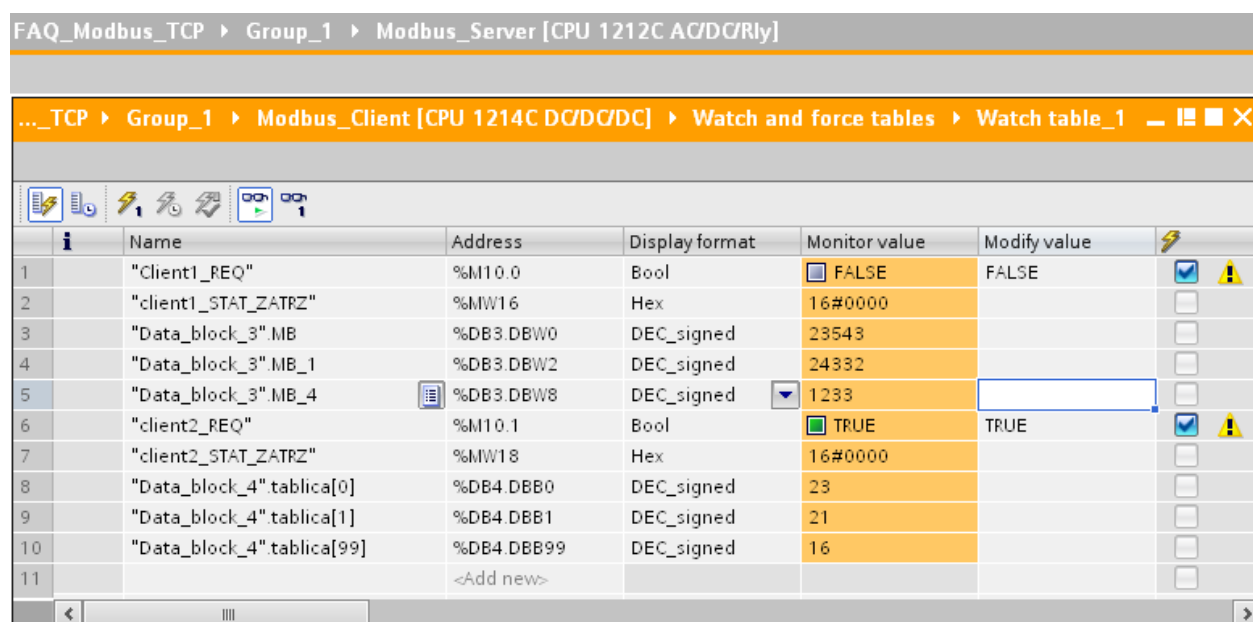 FAQ_Modbus_TCP ▸ Group_1 ▸ Modbus_Server [CPU 1212C AC/DC/Rly]
..._TCP ▸ Group_1 ▸ Modbus_Client [CPU 1214C DC/DC/DC] ▸ Watch and force tables ▸ Watch table_1
i Name Address Display format Monitor value Modify value
1 "Client1_REQ" %M10.0 Bool FALSE FALSE
2 "client1_STAT_ZATRZ" %MW16 Hex 16#0000
3 "Data_block_3".MB %DB3.DBW0 DEC_signed 23543
4 "Data_block_3".MB_1 %DB3.DBW2 DEC_signed 24332
5 "Data_block_3".MB_4 %DB3.DBW8 DEC_signed 1233
6 "client2_REQ" %M10.1 Bool TRUE TRUE
7 "client2_STAT_ZATRZ" %MW18 Hex 16#0000
8 "Data_block_4".tablica[0] %DB4.DBB0 DEC_signed 23
9 "Data_block_4".tablica[1] %DB4.DBB1 DEC_signed 21
10 "Data_block_4".tablica[99] %DB4.DBB99 DEC_signed 16
11 <Add new>